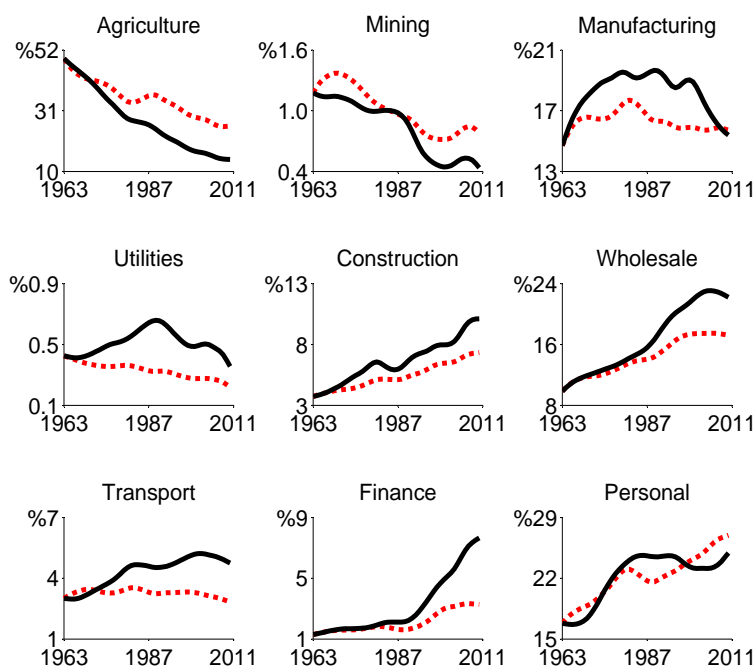 Agriculture Mining Manufacturing
%52 %1.6 %21
31 1.0 17
10 0.4 13
1963 1987 2011 1963 1987 2011 1963 1987 2011
Utilities Construction Wholesale
%0.9 %13 %24
0.5 8 16
0.1 3 8
1963 1987 2011 1963 1987 2011 1963 1987 2011
Transport Finance Personal
%7 %9 %29
4 5 22
1 1 15
1963 1987 2011 1963 1987 2011 1963 1987 2011